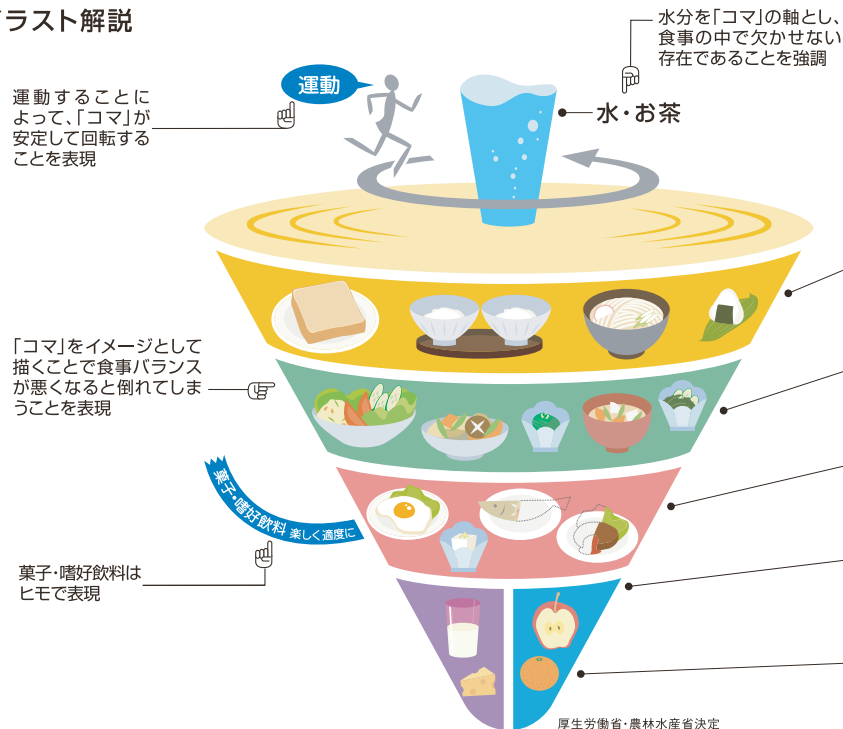 イラスト解説
水分を「コマ」の軸とし、
食事の中で欠かせない
存在であることを強調
運動
水・お茶
運動することに
よって、「コマ」が
安定して回転する
ことを表現
「コマ」をイメージとして
描くことで食事バランス
が悪くなると倒れてしま
うことを表現
菓子・嗜好飲料 楽しく適度に
菓子・嗜好飲料は
ヒモで表現
厚生労働省・農林水産省決定